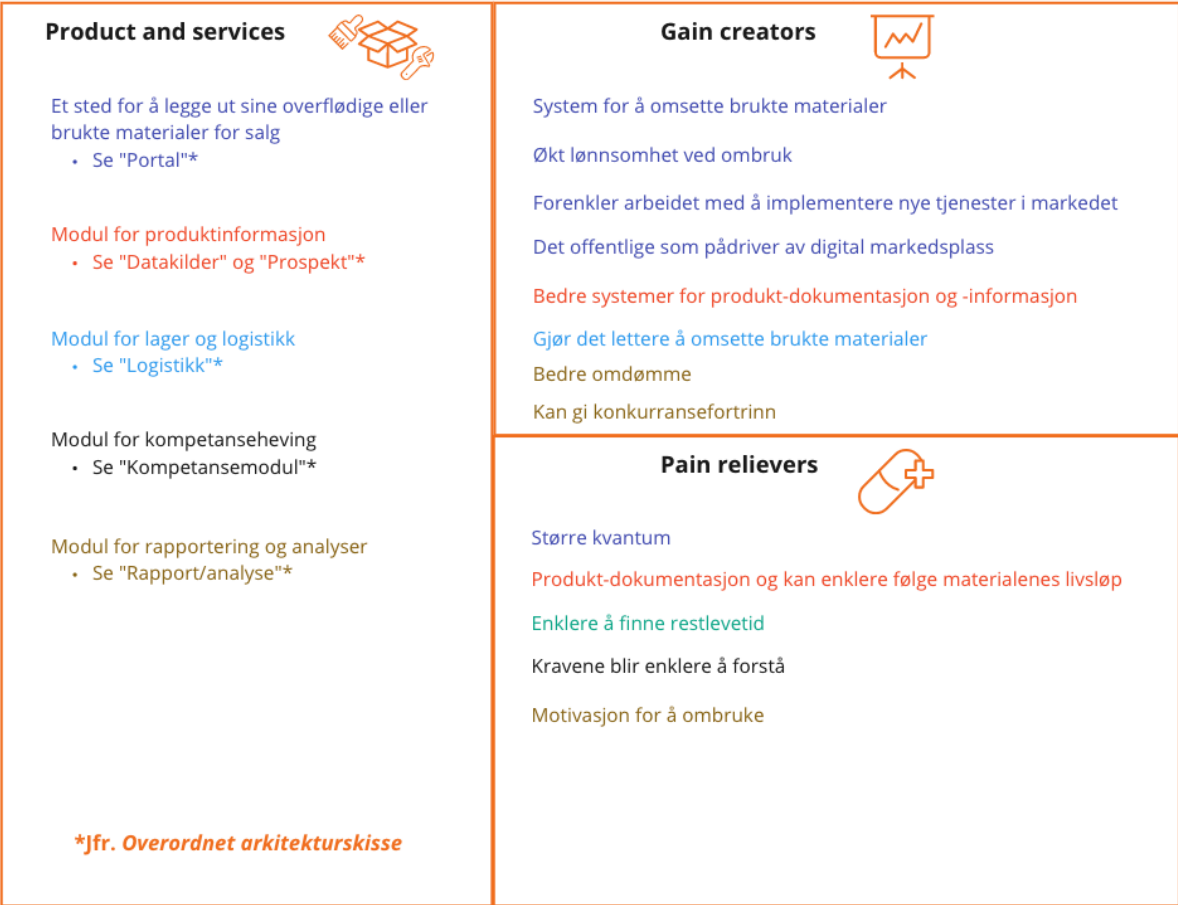 Product and services
Et sted for å legge ut sine overflødige eller
brukte materialer for salg
• Se "Portal"*
Modul for produktinformasjon
• Se "Datakilder" og "Prospekt"*
Modul for lager og logistikk
• Se "Logistikk"*
Modul for kompetanseheving
• Se "Kompetansemodul"*
Modul for rapportering og analyser
• Se "Rapport/analyse"*
*Jfr. Overordnet arkitekturskisse
Gain creators
System for å omsette brukte materialer
Økt lønnsomhet ved ombruk
Forenkler arbeidet med å implementere nye tjenester i markedet
Det offentlige som pådriver av digital markedsplass
Bedre systemer for produkt-dokumentasjon og -informasjon
Gjør det lettere å omsette brukte materialer
Bedre omdømme
Kan gi konkurransefortrinn
Pain relievers
Større kvantum
Produkt-dokumentasjon og kan enklere følge materialenes livsløp
Enklere å finne restlevetid
Kravene blir enklere å forstå
Motivasjon for å ombruke